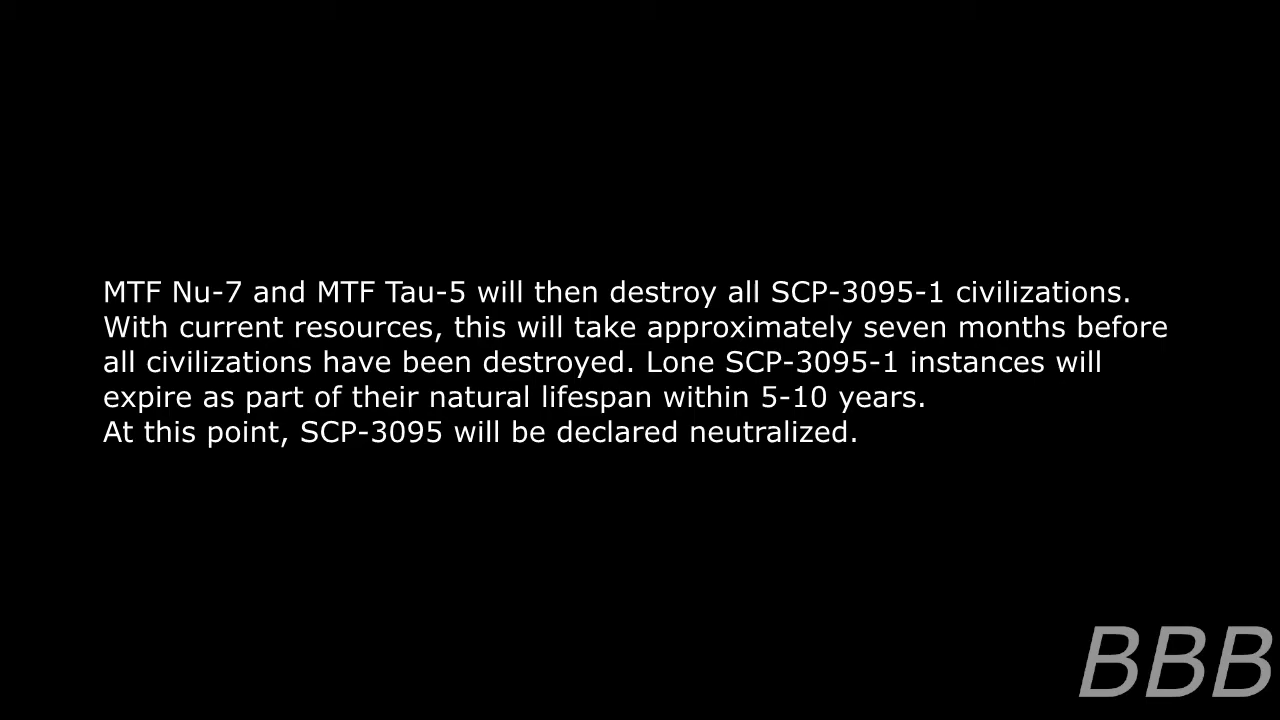 MTF Nu-7 and MTF Tau-5 will then destroy all SCP-3095-1 civilizations.
With current resources, this will take approximately seven months before
all civilizations have been destroyed. Lone SCP-3095-1 instances will
expire as part of their natural lifespan within 5-10 years.
At this point, SCP-3095 will be declared neutralized.
BBB